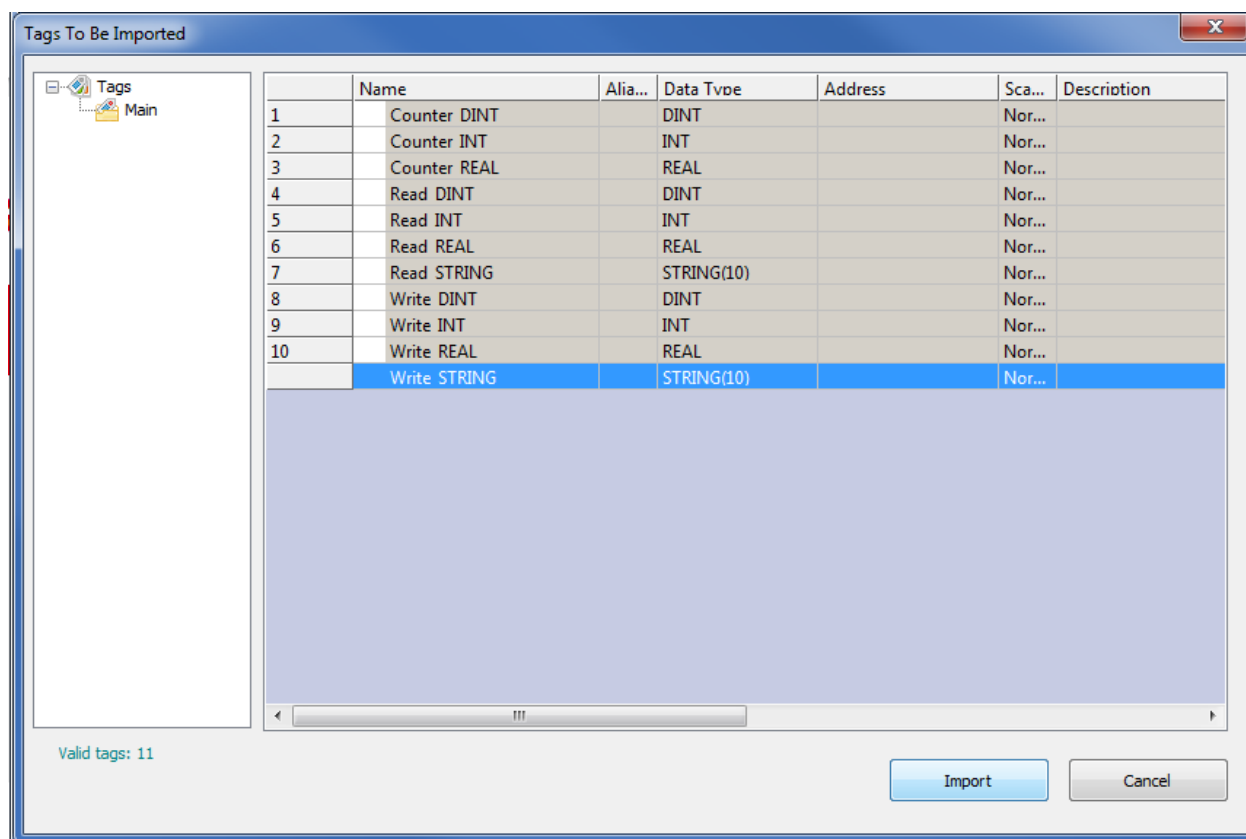 Tags To Be Imported
Tags
Main
Name Alia... Data Type Address Sca... Description
1 Counter DINT DINT Nor...
2 Counter INT INT Nor...
3 Counter REAL REAL Nor...
4 Read DINT DINT Nor...
5 Read INT INT Nor...
6 Read REAL REAL Nor...
7 Read STRING STRING(10) Nor...
8 Write DINT DINT Nor...
9 Write INT INT Nor...
10 Write REAL REAL Nor...
Write STRING STRING(10) Nor...
Valid tags: 11
Import Cancel